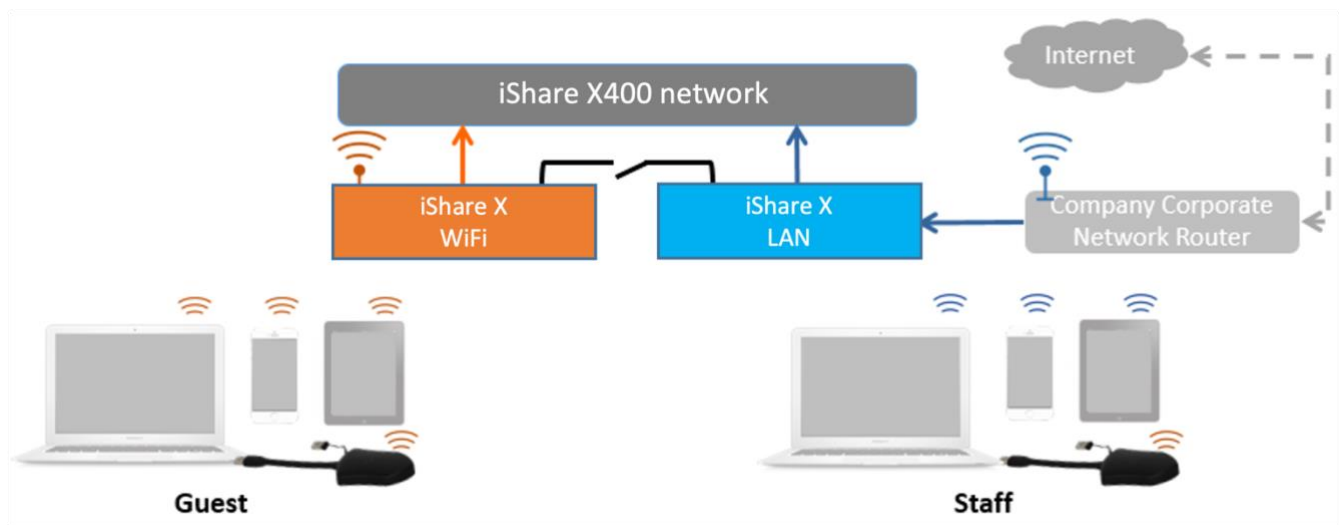 Internet
iShare X400 network
iShare X
WiFi
iShare X
LAN
Company Corporate
Network Router
Guest
Staff